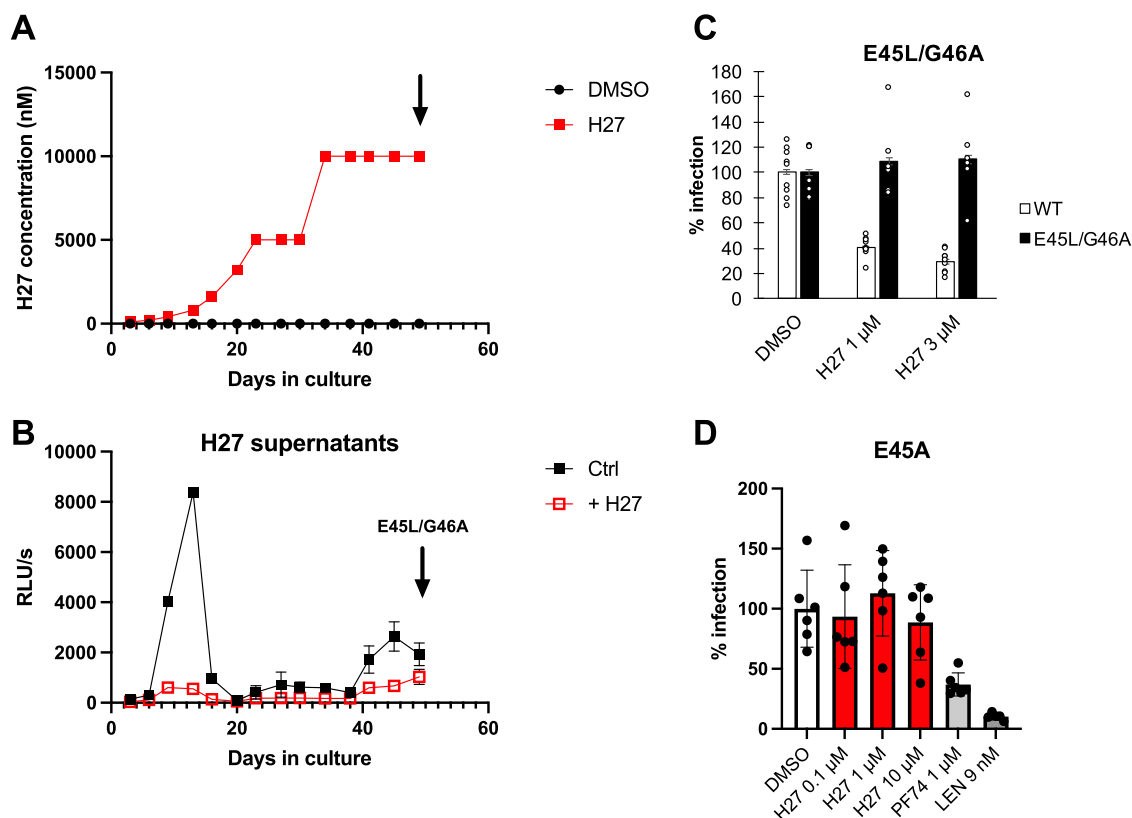 A
H27 concentration (nM)
15000
10000
5000
0
0
20
40
60
Days in culture
DMSO
H27
B
H27 supernatants
RLU/s
10000
8000
6000
4000
2000
0
0
20
40
60
Days in culture
E45L/G46A
Ctrl
+ H27
C
E45L/G46A
% infection
180
160
140
120
100
80
60
40
20
0
DMSO
H27 1 µM
H27 3 µM
WT
E45L/G46A
D
E45A
% infection
200
150
100
50
0
DMSO
H27 0.1 µM
H27 1 µM
H27 10 µM
PF74 1 µM
LEN 9 nM